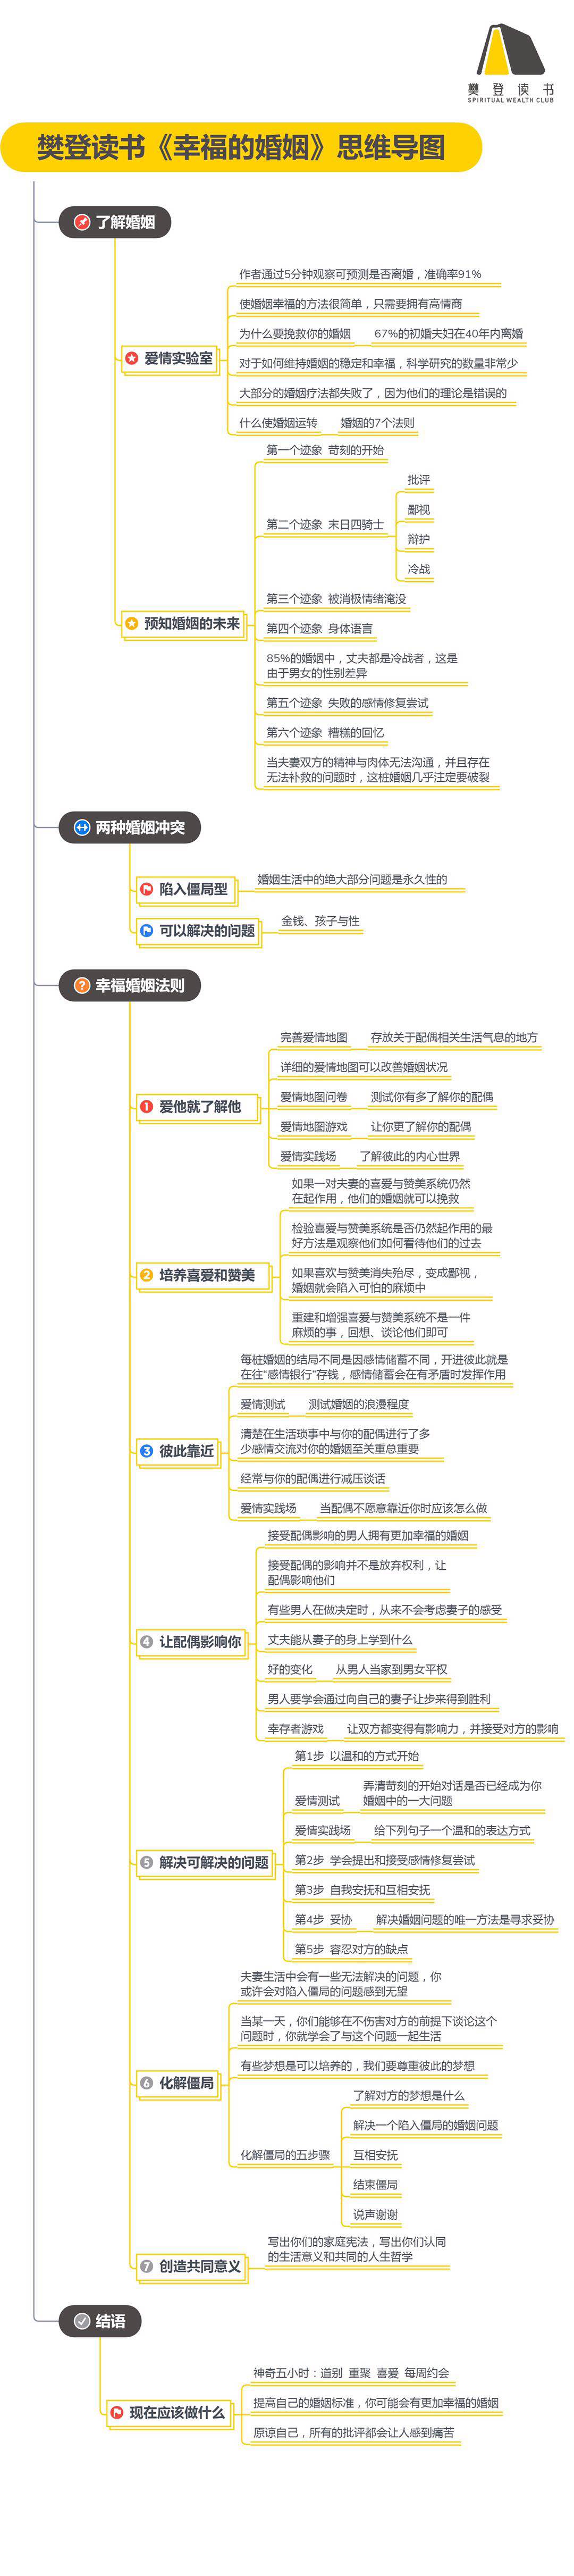 樊登读书
SPIRITUAL WEALTH CLUB
樊登读书《幸福的婚姻》思维导图
了解婚姻
爱情实验室
作者通过5分钟观察可预测是否离婚，准确率91%
使婚姻幸福的方法很简单，只需要拥有高情商
为什么要挽救你的婚姻 67%的初婚夫妇在40年内离婚
对于如何维持婚姻的稳定和幸福，科学研究的数量非常少
大部分的婚姻疗法都失败了，因为他们的理论是错误的
什么使婚姻运转 婚姻的7个法则
预知婚姻的未来
第一个迹象 苛刻的开始
第二个迹象 末日四骑士
批评
鄙视
辩护
冷战
第三个迹象 被消极情绪淹没
第四个迹象 身体语言
85%的婚姻中，丈夫都是冷战者，这是
由于男女的性别差异
第五个迹象 失败的感情修复尝试
第六个迹象 糟糕的回忆
当夫妻双方的精神与肉体无法沟通，并且存在
无法补救的问题时，这桩婚姻几乎注定要破裂
两种婚姻冲突
陷入僵局型
婚姻生活中的绝大部分问题是永久性的
可以解决的问题
金钱、孩子与性
幸福婚姻法则
1 爱他就了解他
完善爱情地图 存放关于配偶相关生活气息的地方
详细的爱情地图可以改善婚姻状况
爱情地图问卷 测试你有多了解你的配偶
爱情地图游戏 让你更了解你的配偶
爱情实践场 了解彼此的内心世界
2 培养喜爱和赞美
如果一对夫妻的喜爱与赞美系统仍然
在起作用，他们的婚姻就可以挽救
检验喜爱与赞美系统是否仍然起作用的最
好方法是观察他们如何看待他们的过去
如果喜欢与赞美消失殆尽，变成鄙视，
婚姻就会陷入可怕的麻烦中
重建和增强喜爱与赞美系统不是一件
麻烦的事，回想、谈论他们即可
3 彼此靠近
每桩婚姻的结局不同是因感情储蓄不同，开进彼此就是
在往“感情银行”存钱，感情储蓄会在有矛盾时发挥作用
爱情测试 测试婚姻的浪漫程度
清楚在生活琐事中与你的配偶进行了多
少感情交流对你的婚姻至关重总重要
经常与你的配偶进行减压谈话
爱情实践场 当配偶不愿意靠近你时应该怎么做
4 让配偶影响你
接受配偶影响的男人拥有更加幸福的婚姻
接受配偶的影响并不是放弃权利，让
配偶影响他们
有些男人在做决定时，从来不会考虑妻子的感受
丈夫能从妻子的身上学到什么
好的变化 从男人当家到男女平权
男人要学会通过向自己的妻子让步来得到胜利
幸存者游戏 让双方都变得有影响力，并接受对方的影响
5 解决可解决的问题
第1步 以温和的方式开始
爱情测试 弄清苛刻的开始对话是否已经成为你
婚姻中的一大问题
爱情实践场 给下列句子一个温和的表达方式
第2步 学会提出和接受感情修复尝试
第3步 自我安抚和互相安抚
第4步 妥协 解决婚姻问题的唯一方法是寻求妥协
第5步 容忍对方的缺点
6 化解僵局
夫妻生活中会有一些无法解决的问题，你
或许会对陷入僵局的问题感到无望
当某一天，你们能够在不伤害对方的前提下谈论这个
问题时，你就学会了与这个问题一起生活
有些梦想是可以培养的，我们要尊重彼此的梦想
化解僵局的五步骤
了解对方的梦想是什么
解决一个陷入僵局的婚姻问题
互相安抚
结束僵局
说声谢谢
7 创造共同意义
写出你们的家庭宪法，写出你们认同
的生活意义和共同的人生哲学
结语
现在应该做什么
神奇五小时：道别 重聚 喜爱 每周约会
提高自己的婚姻标准，你可能会有更加幸福的婚姻
原谅自己，所有的批评都会让人感到痛苦